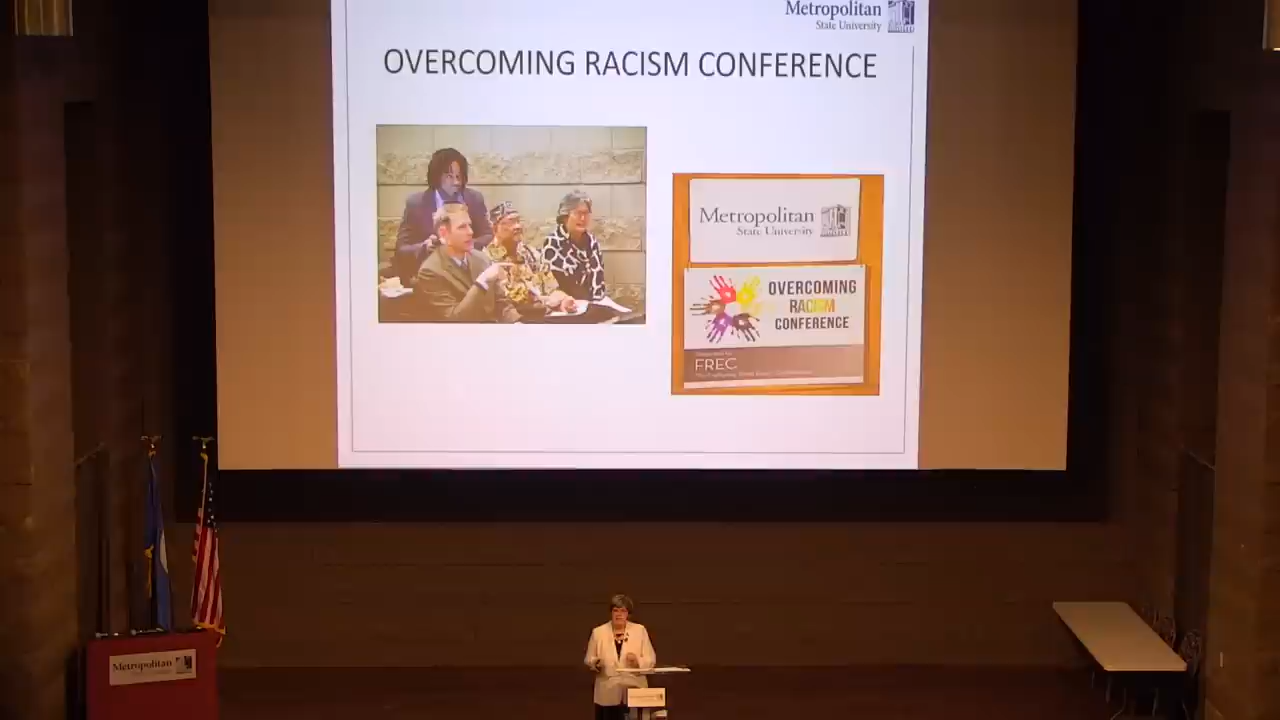 Metropolitan
State University
OVERCOMING RACISM CONFERENCE
Metropolitan
State University
OVERCOMING
RACISM
CONFERENCE
FREC
Metropolitan